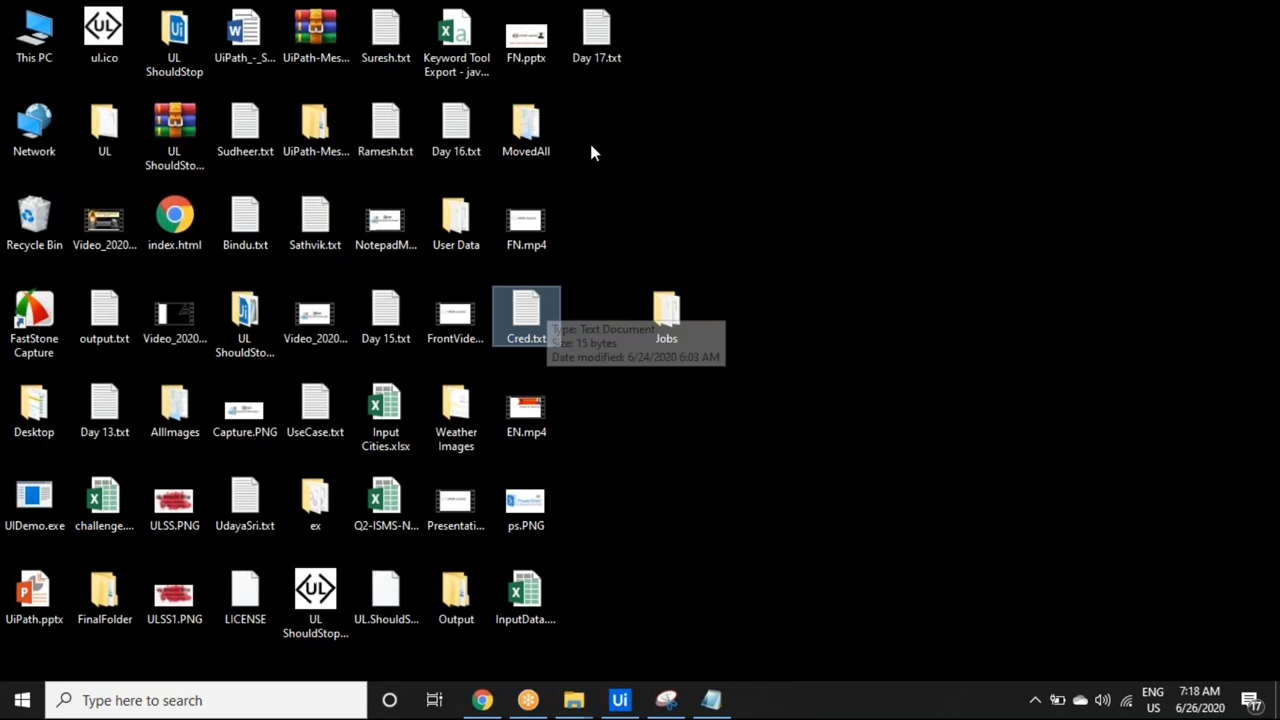 This PC
ul.ico
UL
ShouldStop
UiPath_-_S...
UiPath-Mes...
Suresh.txt
Keyword Tool
Export - jav...
FN.pptx
Day 17.txt
Network
UL
UL
ShouldSto...
Sudheer.txt
UiPath-Mes...
Ramesh.txt
Day 16.txt
MovedAll
Recycle Bin
Video_2020...
index.html
Bindu.txt
Sathvik.txt
NotepadM...
User Data
FN.mp4
FastStone
Capture
output.txt
Video_2020...
UL
ShouldSto...
Video_2020...
Day 15.txt
FrontVide...
Cred.txt
Type: Text Document
Size: 15 bytes
Date modified: 6/24/2020 6:03 AM
Jobs
Desktop
Day 13.txt
AllImages
Capture.PNG
UseCase.txt
Input
Cities.xlsx
Weather
Images
EN.mp4
UIDemo.exe
challenge....
ULSS.PNG
UdayaSri.txt
ex
Q2-ISMS-N...
Presentati...
ps.PNG
UiPath.pptx
FinalFolder
ULSS1.PNG
LICENSE
UL
UL
ShouldStop...
UL.ShouldS...
Output
InputData....
Type here to search
Ui
ENG
US
7:18 AM
6/26/2020
17